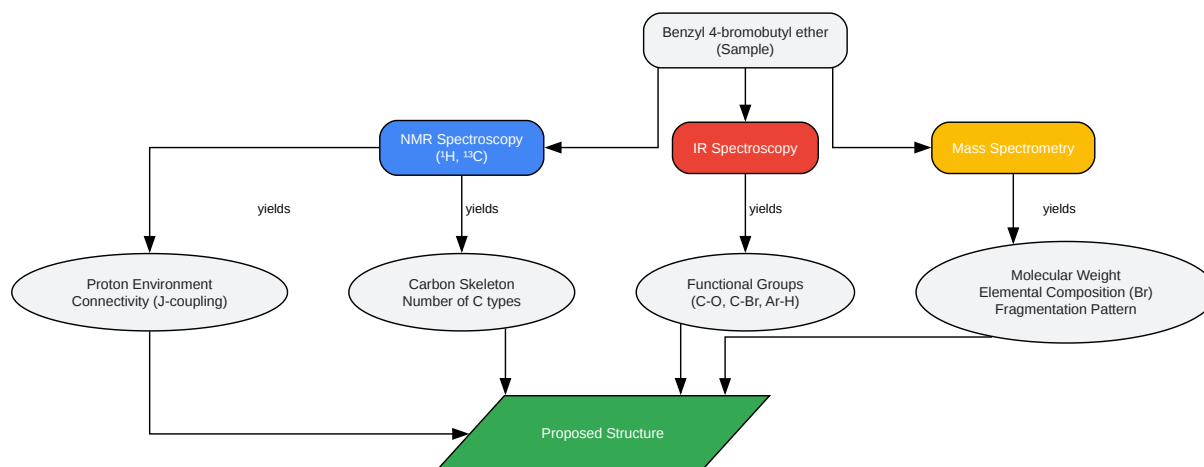 Benzyl 4-bromobutyl ether
(Sample)
NMR Spectroscopy
(¹H, ¹³C)
IR Spectroscopy
Mass Spectrometry
yields
yields
yields
yields
Proton Environment
Connectivity (J-coupling)
Carbon Skeleton
Number of C types
Functional Groups
(C-O, C-Br, Ar-H)
Molecular Weight
Elemental Composition (Br)
Fragmentation Pattern
Proposed Structure